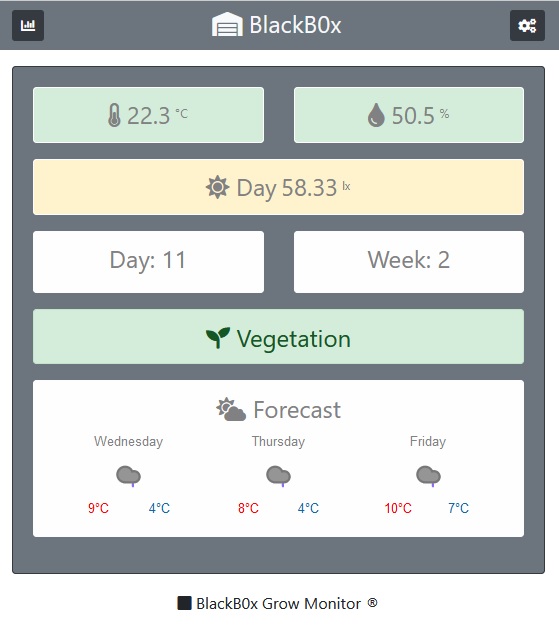 BlackB0x
22.3 °C
50.5 %
Day 58.33 lx
Day: 11
Week: 2
Vegetation
Forecast
Wednesday Thursday Friday
9°C 4°C 8°C 4°C 10°C 7°C
BlackB0x Grow Monitor ®